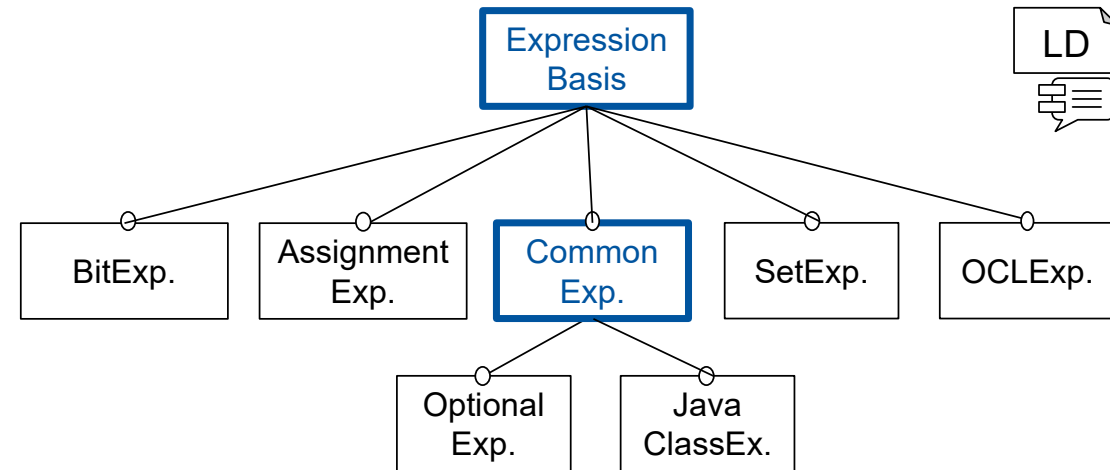 Expression
Basis
LD
BitExp.
Assignment
Exp.
Common
Exp.
SetExp.
OCLExp.
Optional
Exp.
Java
ClassEx.